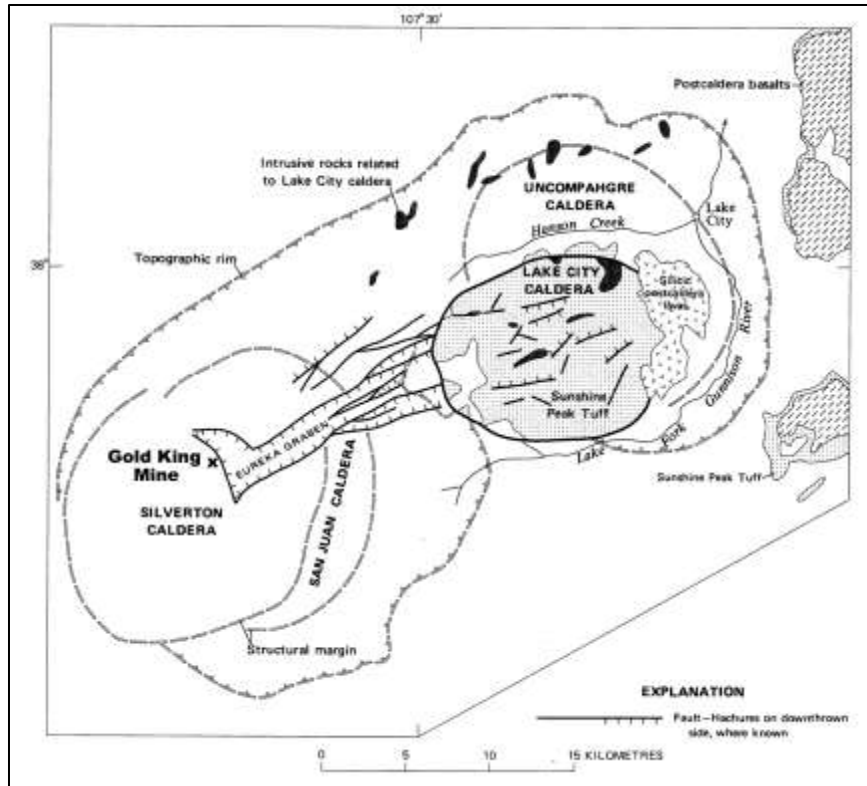 107° 30'
Postcaldera basalts
Intrusive rocks related
to Lake City caldera
UNCOMPAHGRE
CALDERA
Lake
City
Henson Creek
38°
Topographic rim
LAKE CITY
CALDERA
Silicic
postcaldera
lavas
River
Gunnison
Sunshine
Peak Tuff
Fork
Lake
EUREKA GRABEN
Gold King
Mine
x
SILVERTON
CALDERA
SAN JUAN CALDERA
Sunshine Peak Tuff
Structural margin
EXPLANATION
Fault—Hachures on downthrown
side, where known
0 5 10 15 KILOMETRES